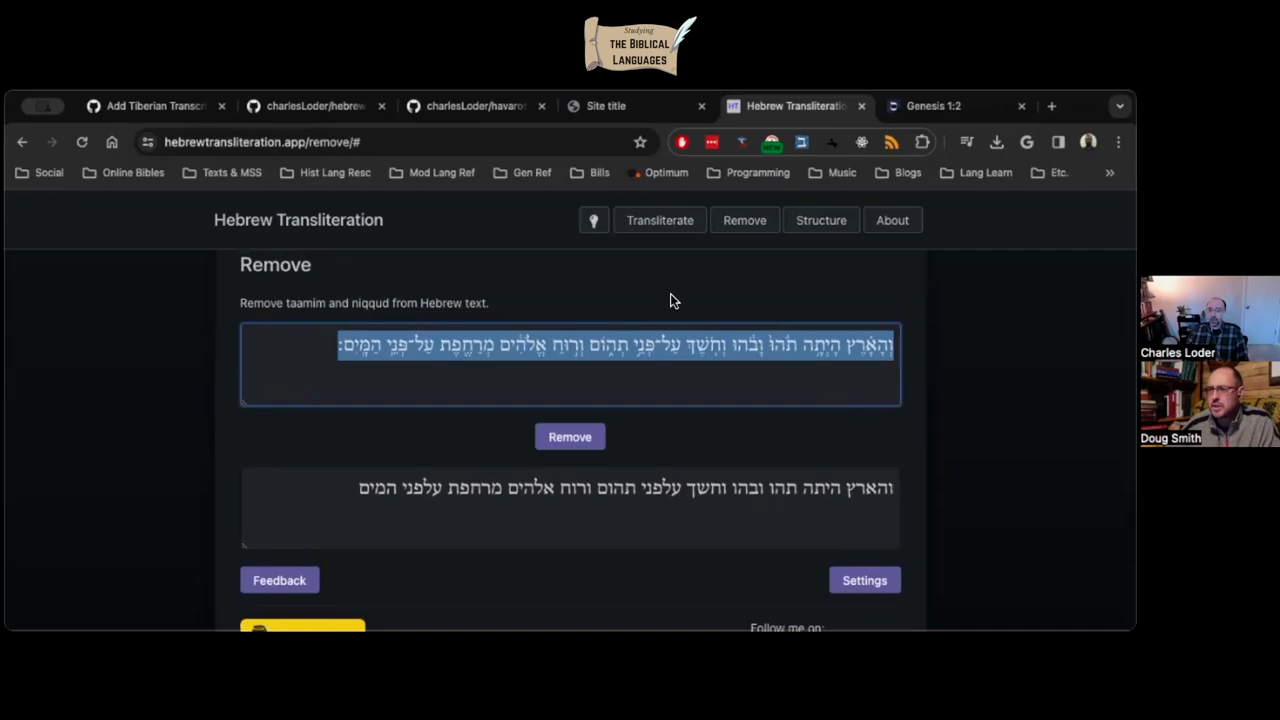 Studying
THE BIBLICAL
LANGUAGES
Add Tiberian Transcri
charlesLoder/hebrew
charlesLoder/havaro
Site title
HT Hebrew Transliteratio
Genesis 1:2
hebrewtransliteration.app/remove/#
NEW
Social
Online Bibles
Texts & MSS
Hist Lang Resc
Mod Lang Ref
Gen Ref
Bills
Optimum
Programming
Music
Blogs
Lang Learn
Etc.
»
Hebrew Transliteration
Transliterate
Remove
Structure
About
Remove
Remove taamim and niqqud from Hebrew text.
וְהָאָ֗רֶץ הָיְתָ֥ה תֹ֙הוּ֙ וָבֹ֔הוּ וְחֹ֖שֶׁךְ עַל־פְּנֵ֣י תְה֑וֹם וְר֣וּחַ אֱלֹהִ֔ים מְרַחֶ֖פֶת עַל־פְּנֵ֥י הַמָּֽיִם׃
Remove
והארץ היתה תהו ובהו וחשך עלפני תהום ורוח אלהים מרחפת עלפני המים
Feedback
Settings
Follow me on:
Charles Loder
Doug Smith